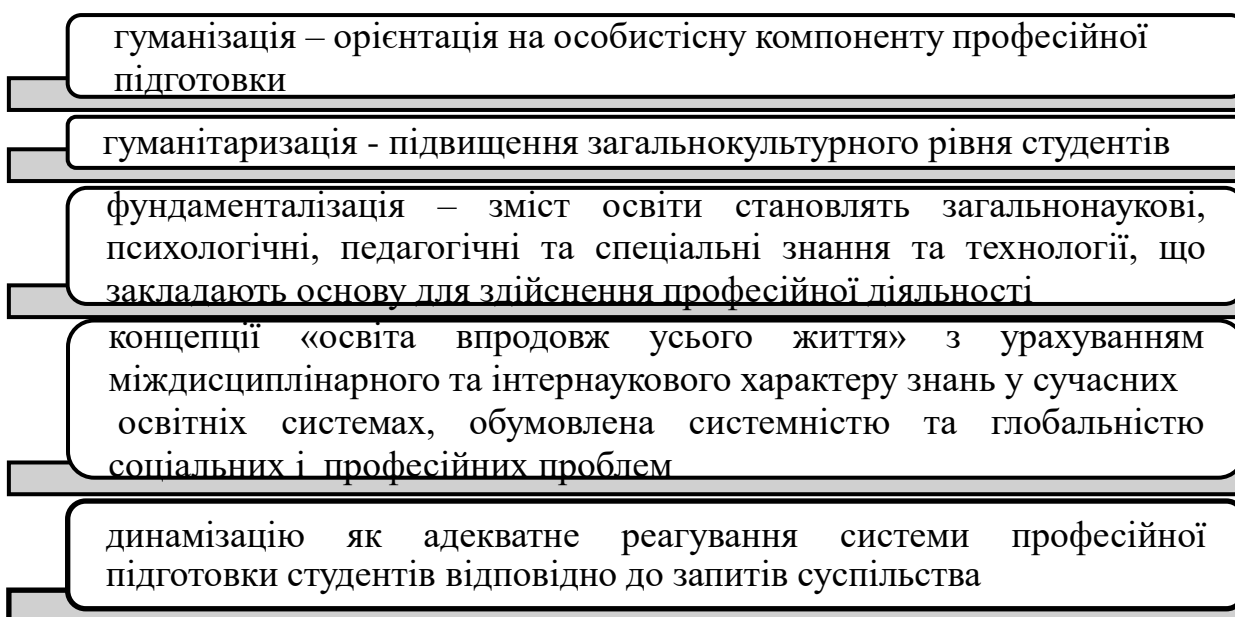 гуманізація – орієнтація на особистісну компоненту професійної
підготовки
гуманітаризація - підвищення загальнокультурного рівня студентів
фундаменталізація – зміст освіти становлять загальнонаукові,
психологічні, педагогічні та спеціальні знання та технології, що
закладають основу для здійснення професійної діяльності
концепції «освіта впродовж усього життя» з урахуванням
міждисциплінарного та інтернаукового характеру знань у сучасних
освітніх системах, обумовлена системністю та глобальністю
соціальних і професійних проблем
динамізацію як адекватне реагування системи професійної
підготовки студентів відповідно до запитів суспільства